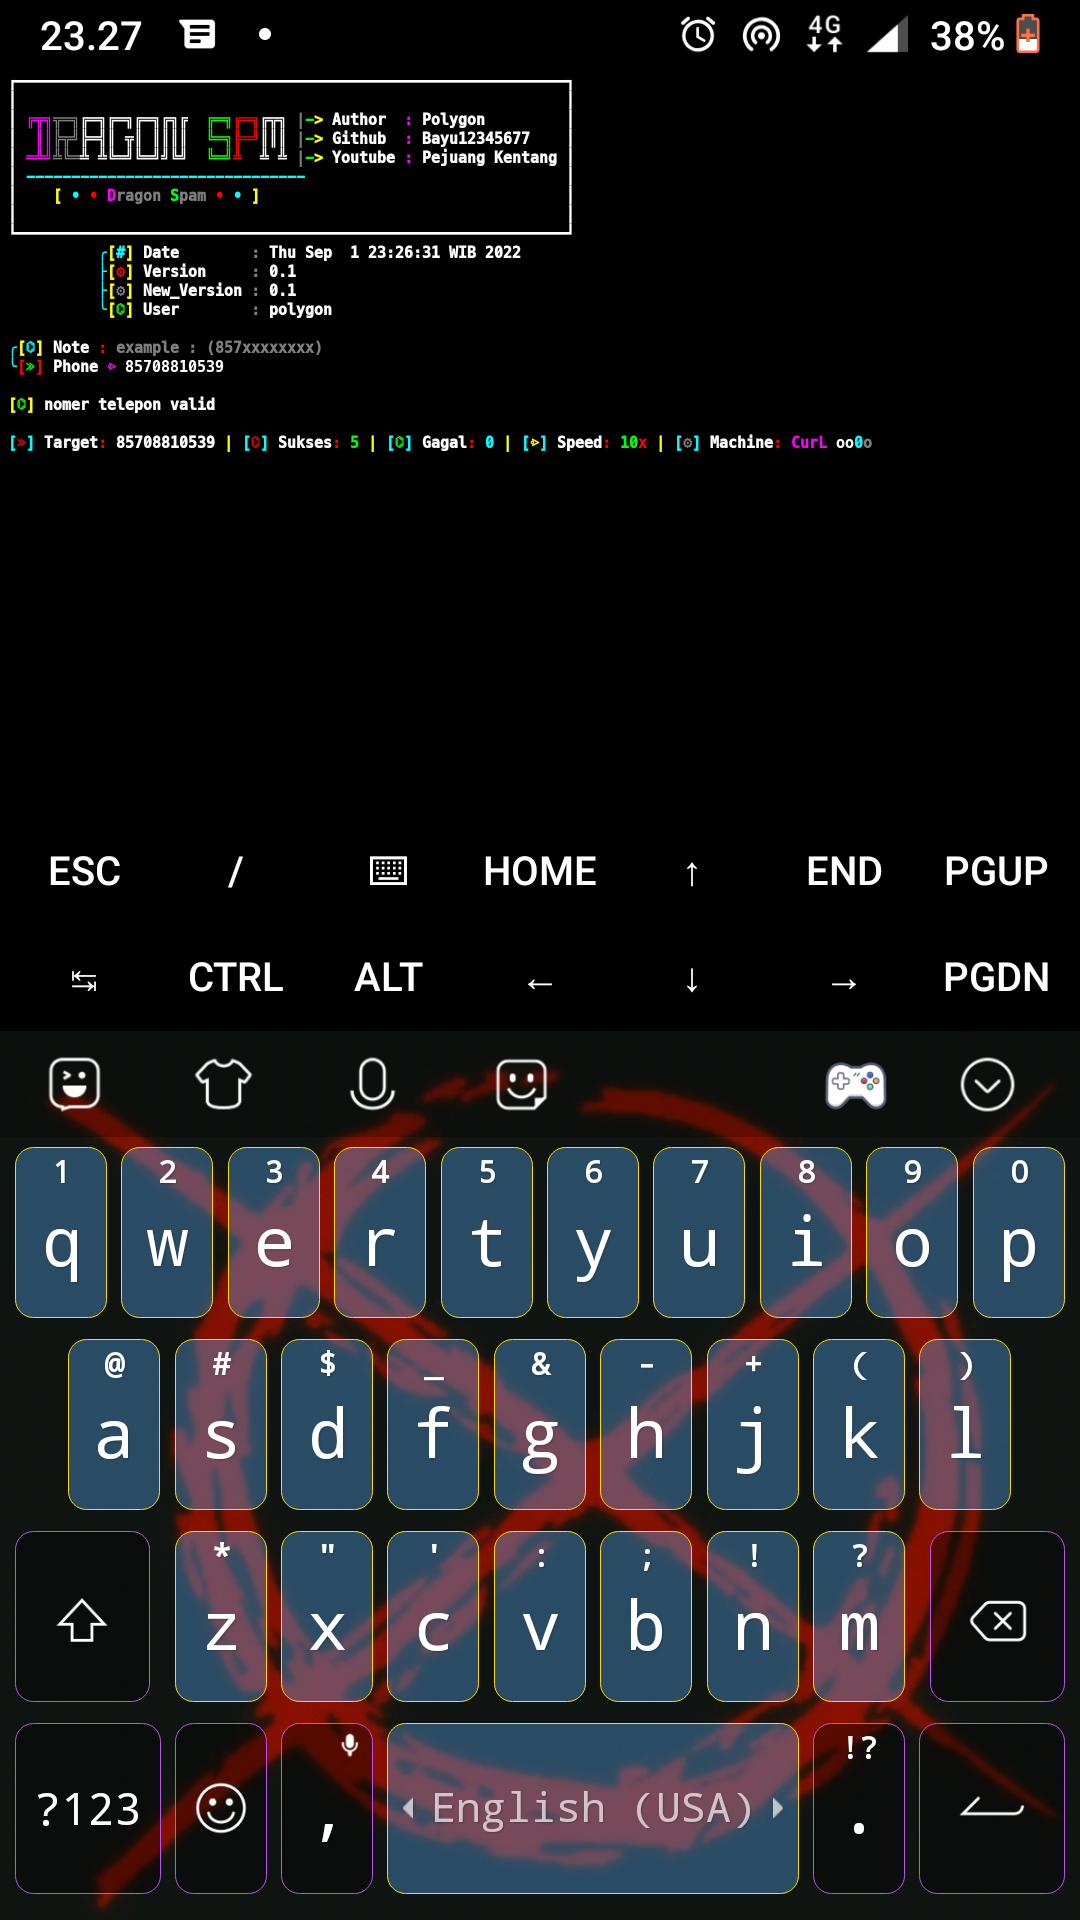 23.27 4G 38%
DRAGON SPM
|—> Author : Polygon
|—> Github : Bayu12345677
|—> Youtube : Pejuang Kentang
[ • • Dragon Spam • • ]
[#] Date : Thu Sep 1 23:26:31 WIB 2022
[⚙] Version : 0.1
[⚙] New_Version : 0.1
[⌬] User : polygon
[⌬] Note : example : (857xxxxxxxx)
[≫] Phone ⌲ 85708810539
[⌬] nomer telepon valid
[≫] Target: 85708810539 | [⌬] Sukses: 5 | [⌬] Gagal: 0 | [⌲] Speed: 10x | [⚙] Machine: CurL oo0o
ESC / ⌨ HOME ↑ END PGUP
↹ CTRL ALT ← ↓ → PGDN
1 2 3 4 5 6 7 8 9 0
q w e r t y u i o p
@ # $ _ & - + ( )
a s d f g h j k l
* " ' : ; ! ?
z x c v b n m
!?
?123 , English (USA) .